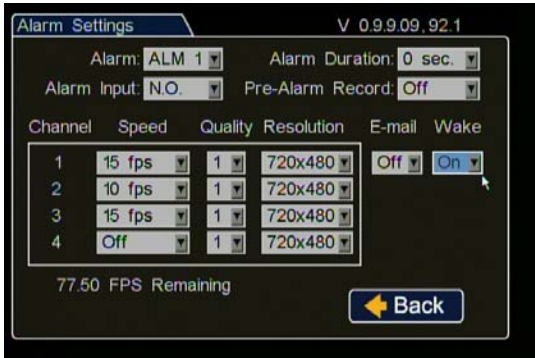 Alarm Settings V 0.9.9.09,92.1
Alarm: ALM 1 Alarm Duration: 0 sec.
Alarm Input: N.O. Pre-Alarm Record: Off
Channel Speed Quality Resolution E-mail Wake
1 15 fps 1 720x480 Off On
2 10 fps 1 720x480
3 15 fps 1 720x480
4 Off 1 720x480
77.50 FPS Remaining
Back